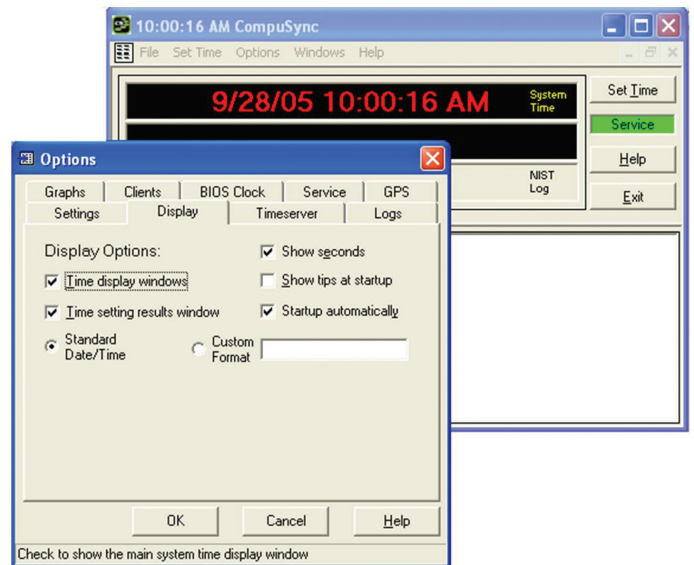 10:00:16 AM CompuSync
File Set Time Options Windows Help
9/28/05 10:00:16 AM
System
Time
Set Time
Service
NIST
Log
Help
Exit
Options
Graphs Clients BIOS Clock Service GPS
Settings Display Timeserver Logs
Display Options:
Show seconds
Time display windows
Show tips at startup
Time setting results window
Startup automatically
Standard
Date/Time
Custom
Format
OK Cancel Help
Check to show the main system time display window